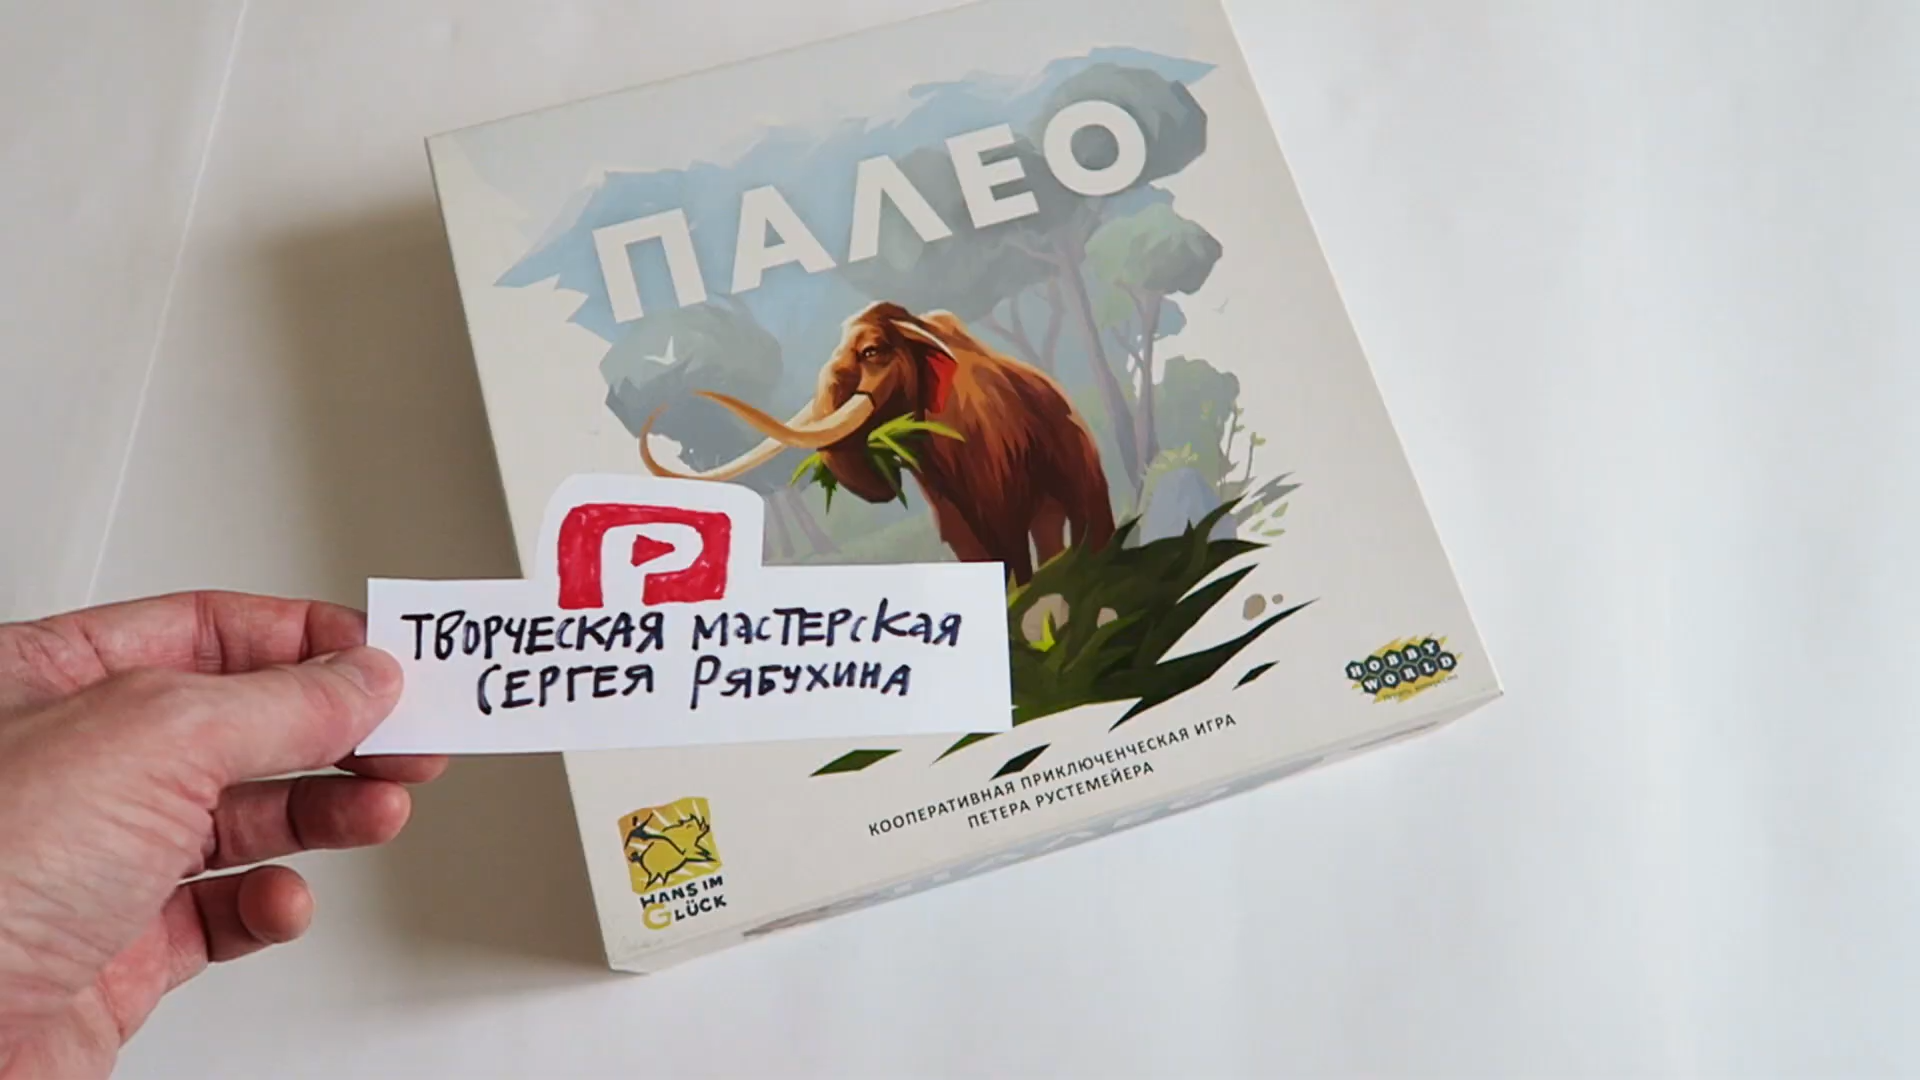 ПАЛЕО
Р
ТВОРЧЕСКАЯ МАСТЕРСКАЯ
СЕРГЕЯ РЯБУХИНА
КООПЕРАТИВНАЯ ПРИКЛЮЧЕНЧЕСКАЯ ИГРА
ПЕТЕРА РУСТЕМЕЙЕРА
HOBBY
WORLD
HANS IM
GLÜCK